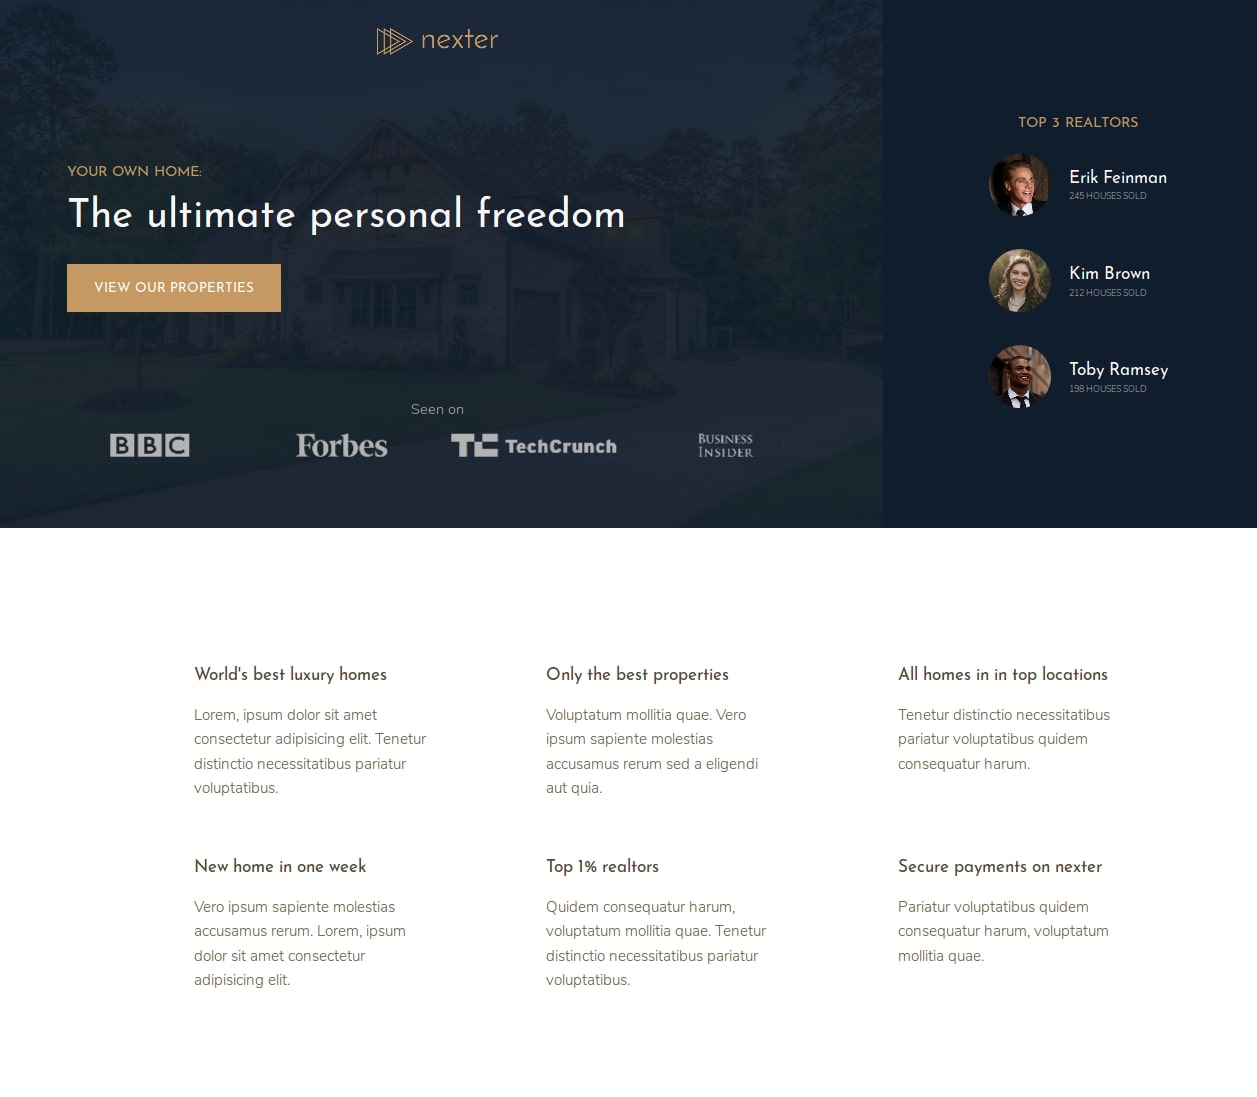 nexter
YOUR OWN HOME:
The ultimate personal freedom
VIEW OUR PROPERTIES
Seen on
BBC
Forbes
TC TechCrunch
BUSINESS
INSIDER
TOP 3 REALTORS
Erik Feinman
245 HOUSES SOLD
Kim Brown
212 HOUSES SOLD
Toby Ramsey
198 HOUSES SOLD
World's best luxury homes
Lorem, ipsum dolor sit amet
consectetur adipisicing elit. Tenetur
distinctio necessitatibus pariatur
voluptatibus.
Only the best properties
Voluptatum mollitia quae. Vero
ipsum sapiente molestias
accusamus rerum sed a eligendi
aut quia.
All homes in in top locations
Tenetur distinctio necessitatibus
pariatur voluptatibus quidem
consequatur harum.
New home in one week
Vero ipsum sapiente molestias
accusamus rerum. Lorem, ipsum
dolor sit amet consectetur
adipisicing elit.
Top 1% realtors
Quidem consequatur harum,
voluptatum mollitia quae. Tenetur
distinctio necessitatibus pariatur
voluptatibus.
Secure payments on nexter
Pariatur voluptatibus quidem
consequatur harum, voluptatum
mollitia quae.